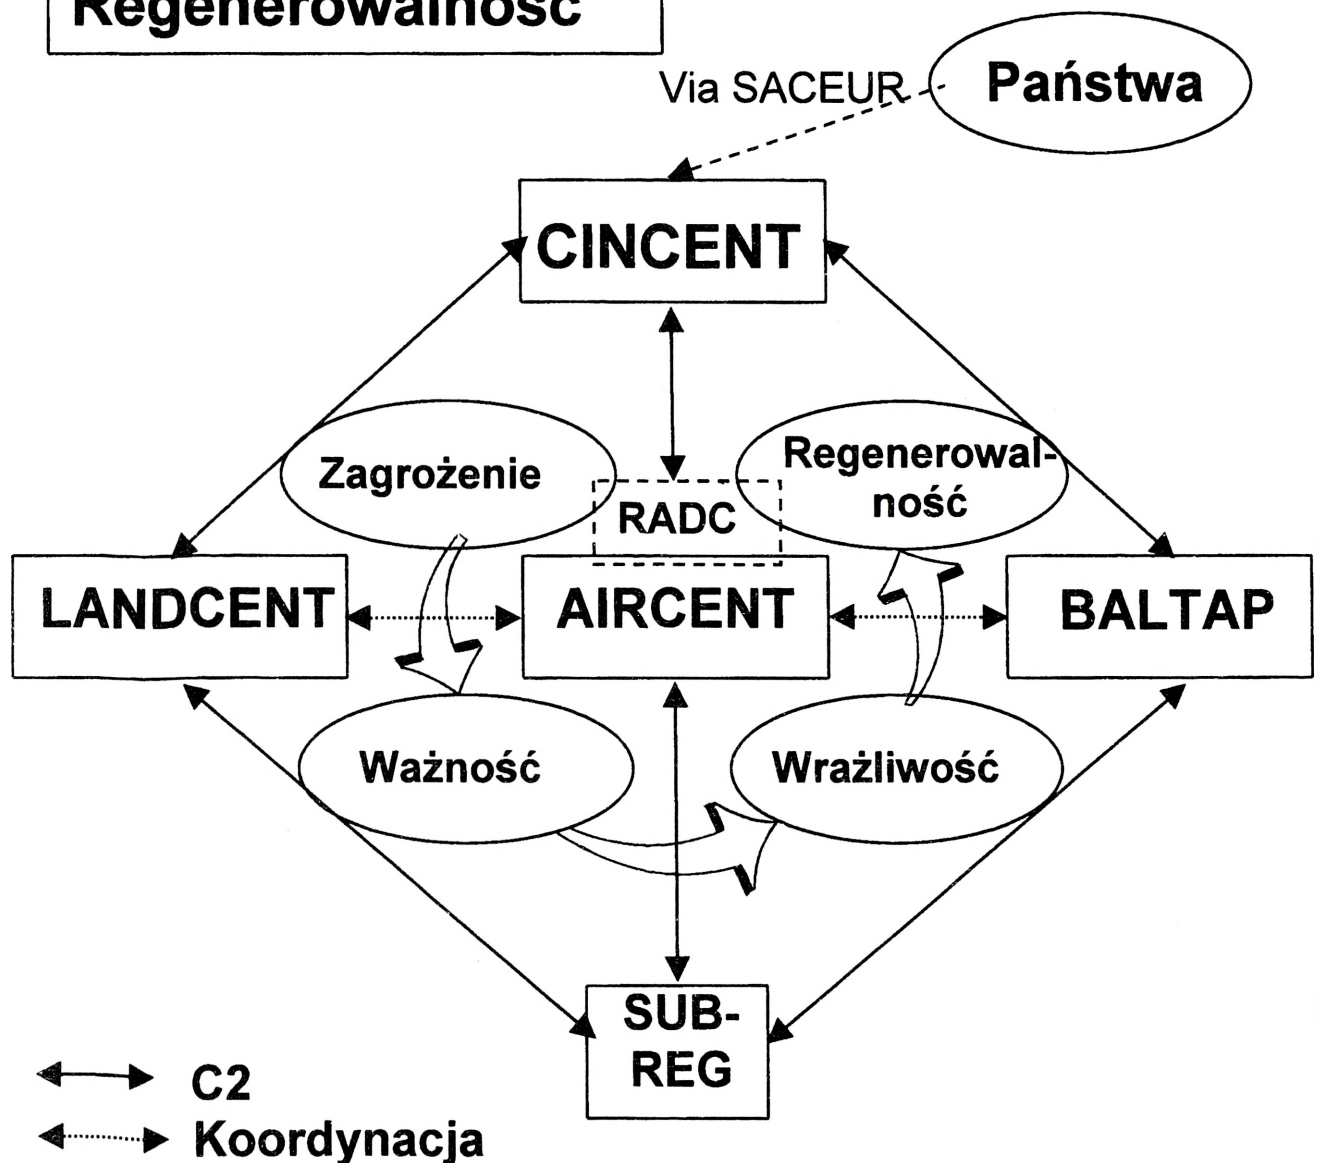 Regenerowalność
Via SACEUR
Państwa
CINCENT
Zagrożenie
Regenerowal-
ność
RADC
LANDCENT
AIRCENT
BALTAP
Ważność
Wrażliwość
SUB-
REG
C2
Koordynacja